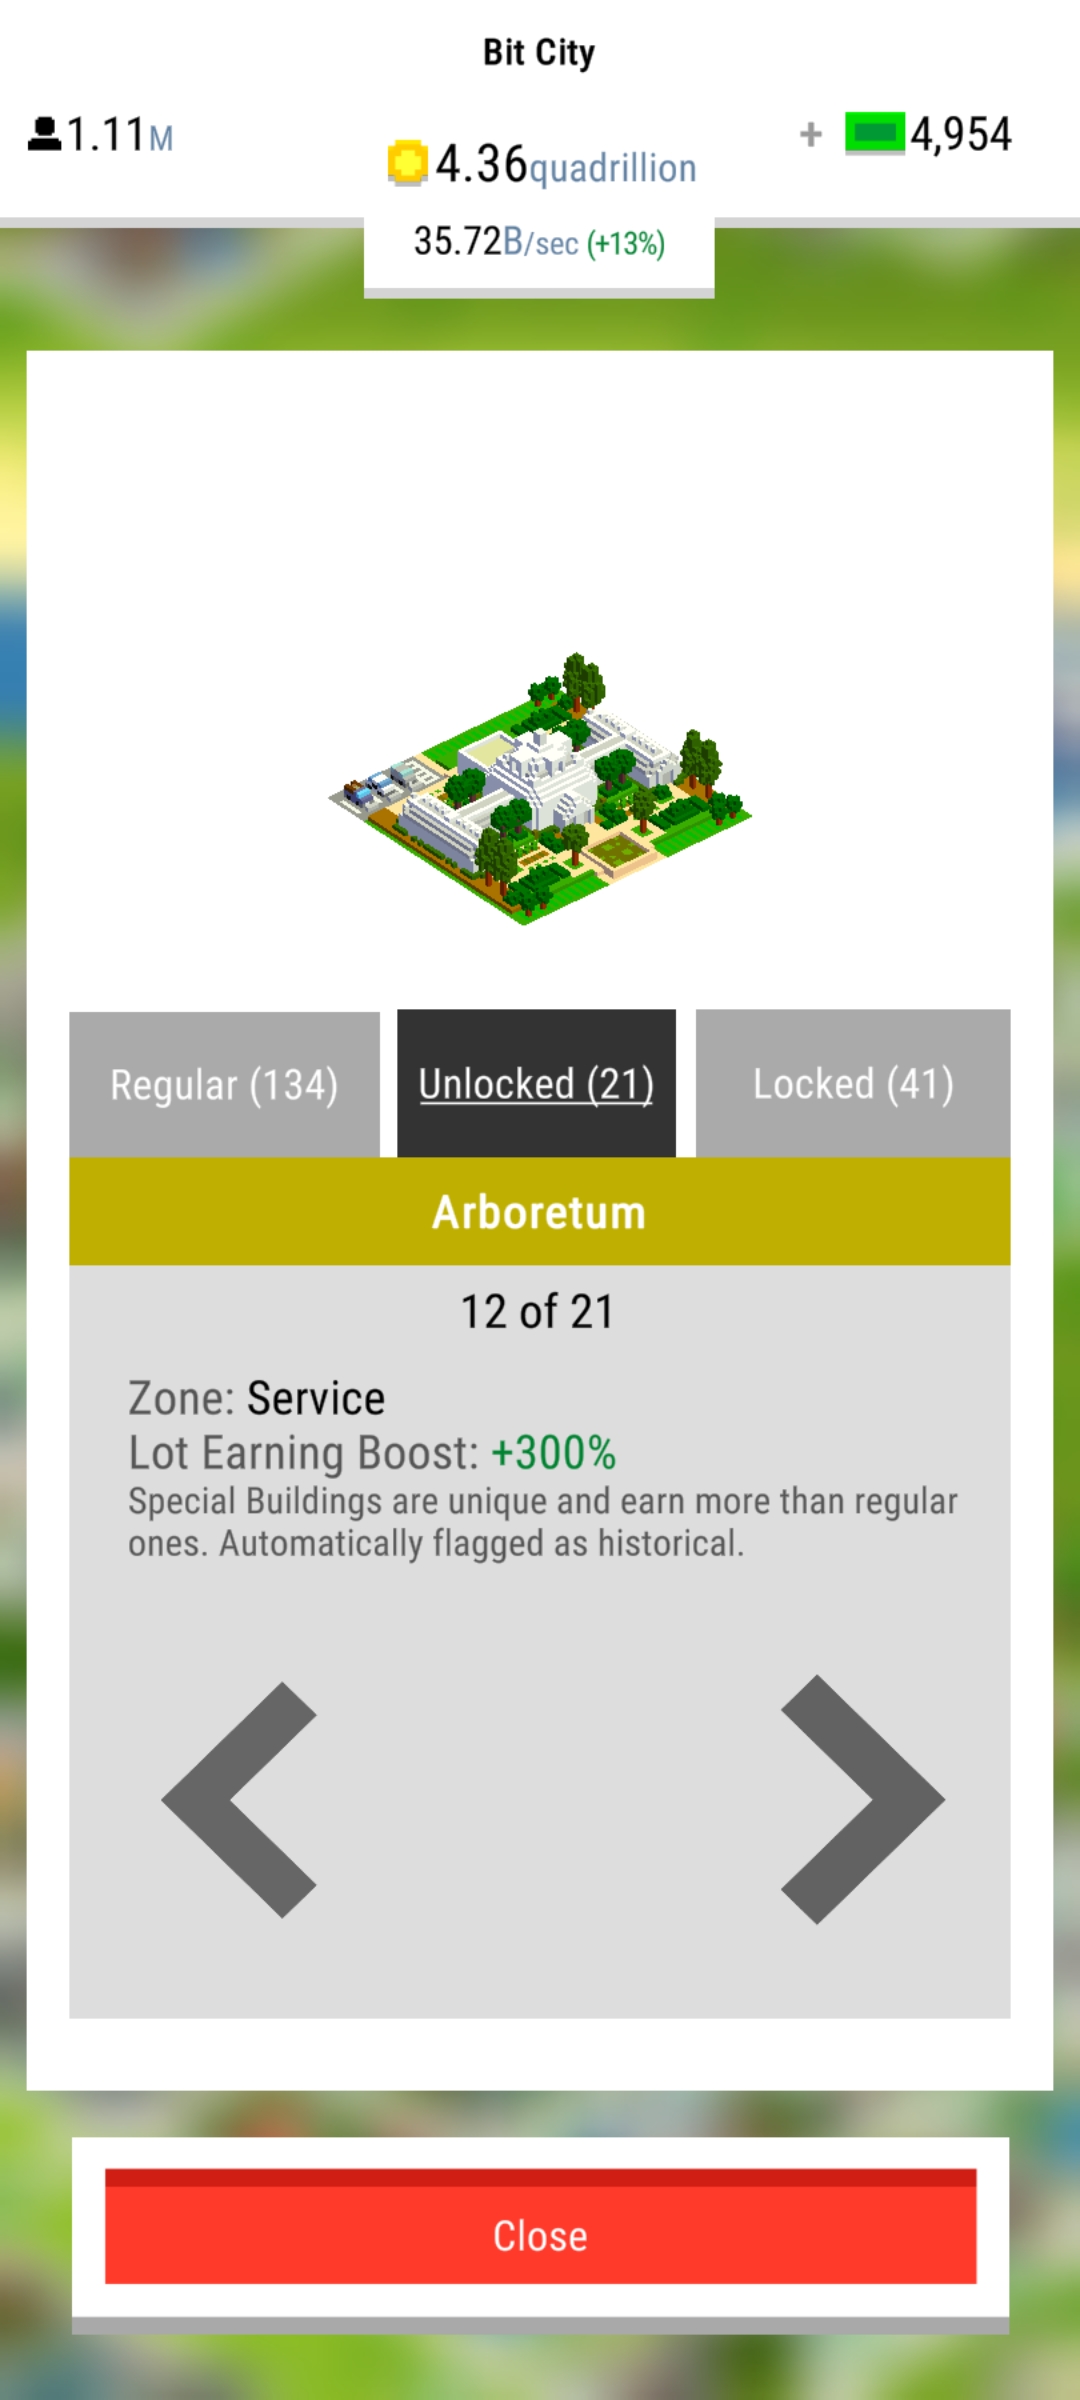 Bit City
1.11M
4.36quadrillion
+ 4,954
35.72B/sec (+13%)
Regular (134)
Unlocked (21)
Locked (41)
Arboretum
12 of 21
Zone: Service
Lot Earning Boost: +300%
Special Buildings are unique and earn more than regular
ones. Automatically flagged as historical.
Close